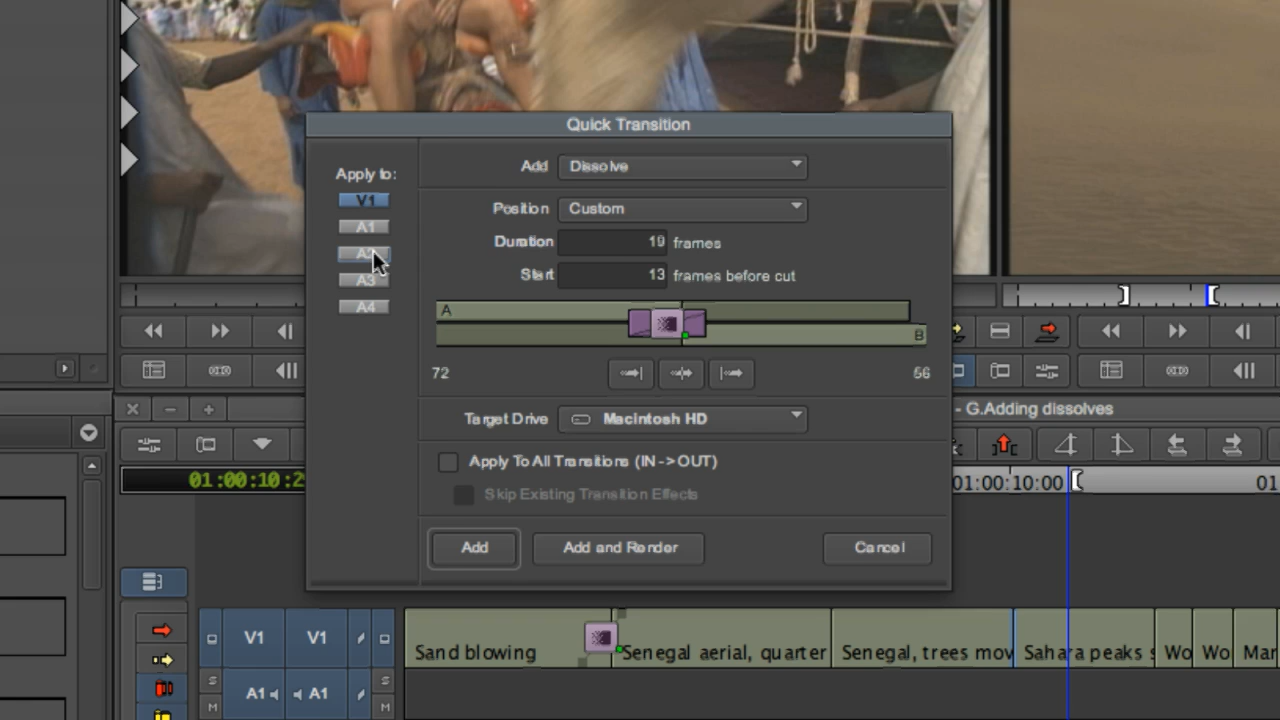 Quick Transition
Apply to:
V1
A1
A3
A4
Add Dissolve
Position Custom
Duration 19 frames
Start 13 frames before cut
A
B
72
56
Target Drive Macintosh HD
Apply To All Transitions (IN->OUT)
Skip Existing Transition Effects
Add
Add and Render
Cancel
- G.Adding dissolves
01:00:10:2
01:00:10:00
01
V1 V1
Sand blowing
Senegal aerial, quarter
Senegal, trees mov
Sahara peaks s
Wo
Wo
Mar
S
M
A1 A1
S
M